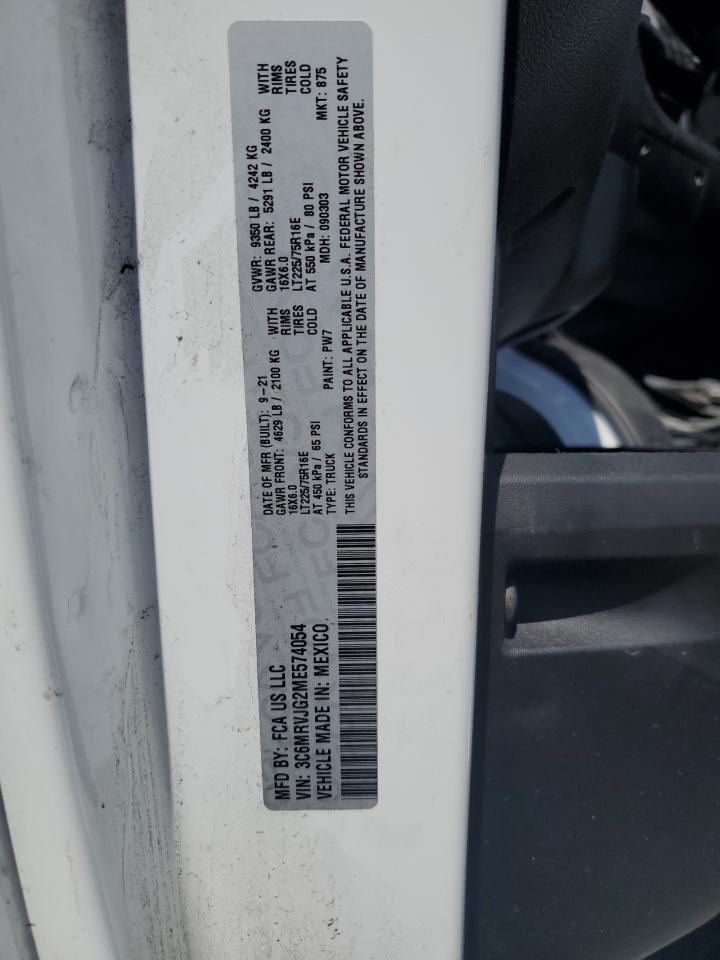 MFD BY: FCA US LLC
VIN: 3C6MRVJG2ME574054
VEHICLE MADE IN: MEXICO
DATE OF MFR (BUILT): 9-21
GAWR FRONT: 4629 LB / 2100 KG WITH
16X6.0 RIMS
LT225/75R16E TIRES
AT 450 kPa / 65 PSI COLD
TYPE: TRUCK PAINT: PW7
GVWR: 9350 LB / 4242 KG
GAWR REAR: 5291 LB / 2400 KG WITH
16X6.0 RIMS
LT225/75R16E TIRES
AT 550 kPa / 80 PSI COLD
MDH: 090303 MKT: 875
THIS VEHICLE CONFORMS TO ALL APPLICABLE U.S.A. FEDERAL MOTOR VEHICLE SAFETY
STANDARDS IN EFFECT ON THE DATE OF MANUFACTURE SHOWN ABOVE.